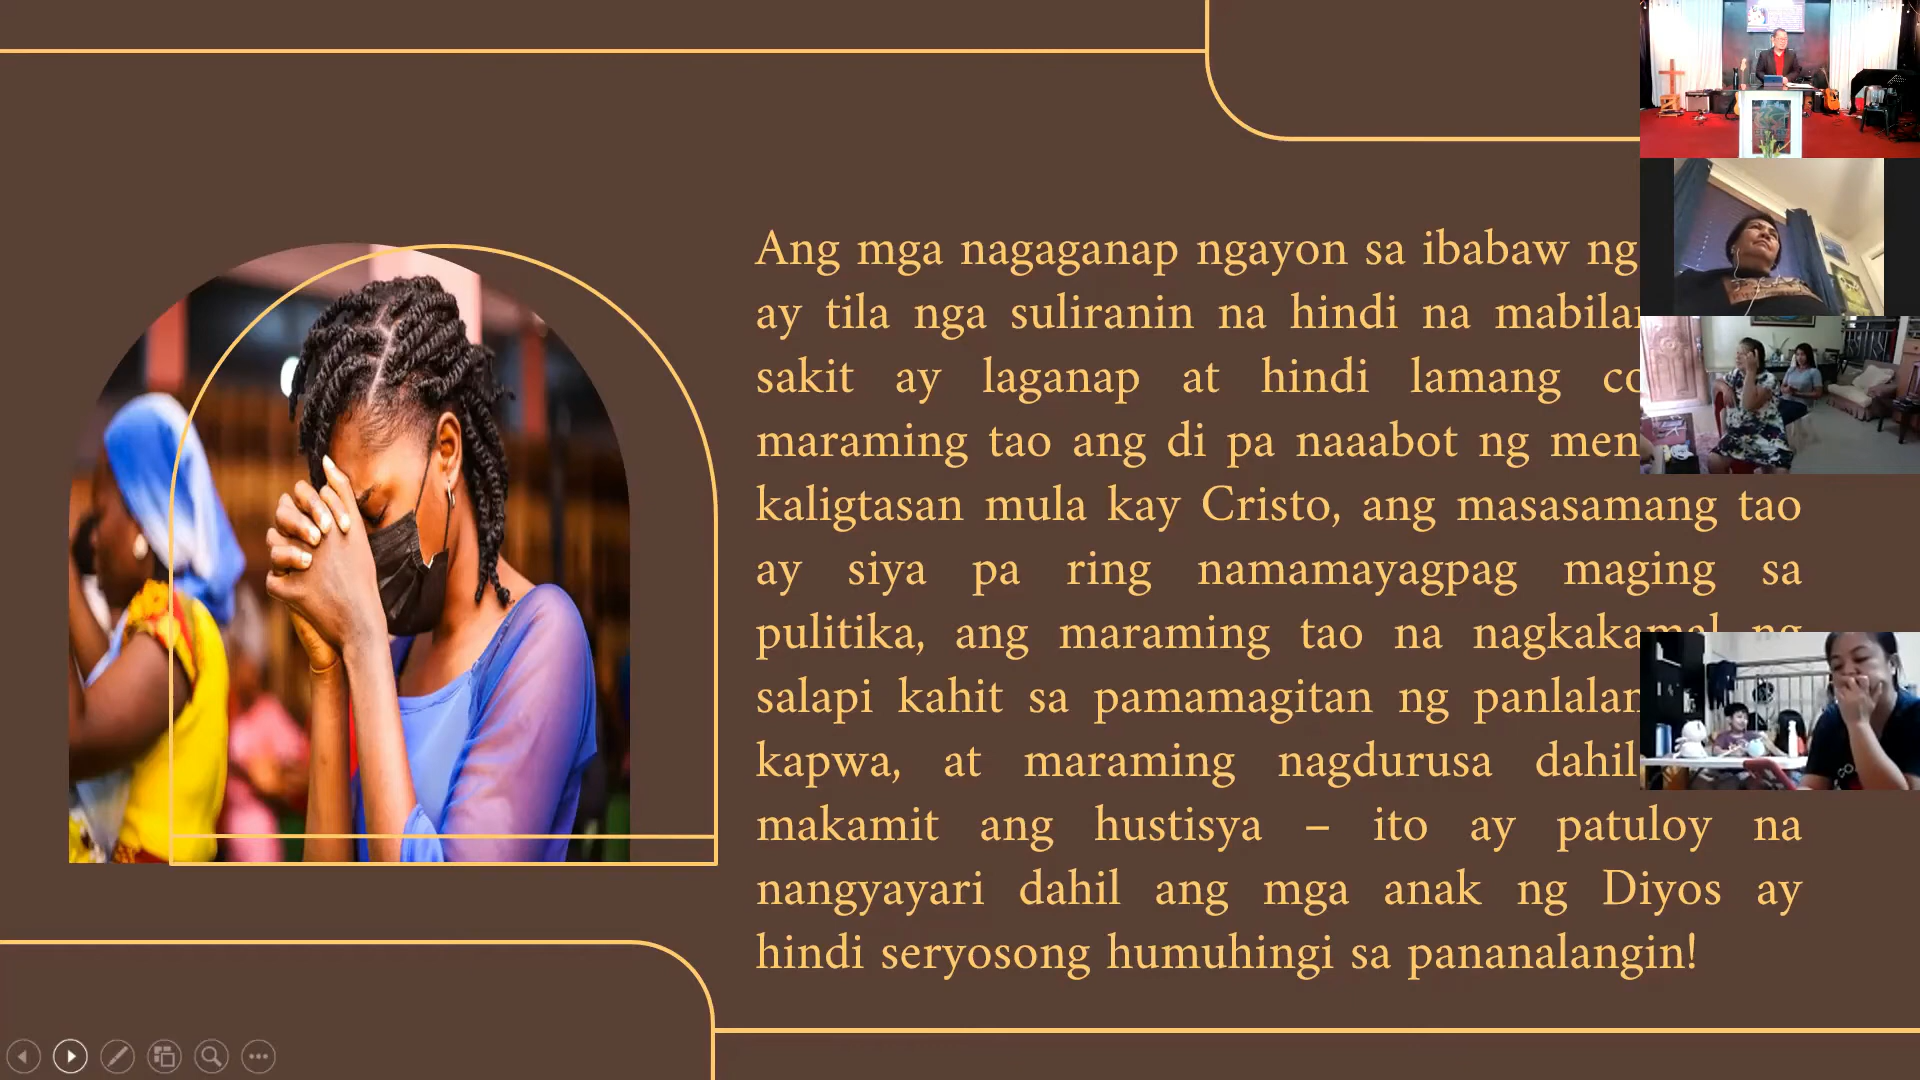 Ang mga nagaganap ngayon sa ibabaw ng
ay tila nga suliranin na hindi na
sakit ay laganap at hindi lamang
maraming tao ang di pa naaabot ng
kaligtasan mula kay Cristo, ang masasamang tao
ay siya pa ring namamayagpag maging sa
pulitika, ang maraming tao na nagkakamal ng
salapi kahit sa pamamagitan ng
kapwa, at maraming nagdurusa dahil
makamit ang hustisya – ito ay patuloy na
nangyayari dahil ang mga anak ng Diyos ay
hindi seryosong humuhingi sa pananalangin!